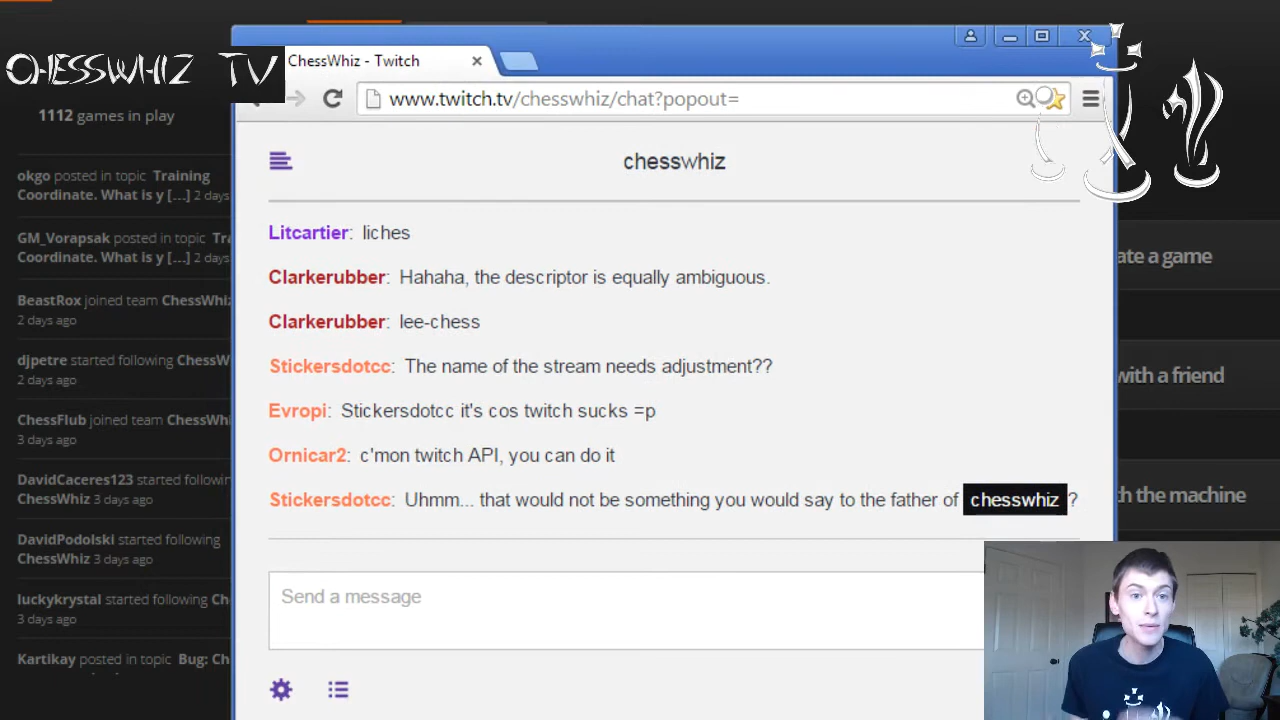 CHESSWHIZ TV
ChessWhiz - Twitch
www.twitch.tv/chesswhiz/chat?popout=
1112 games in play
chesswhiz
okgo posted in topic Training
Coordinate. What is y [...] 2 days
GM_Vorapsak posted in topic Tra
Coordinate. What is y [...] 2 days
BeastRox joined team ChessWhiz
2 days ago
djpetre started following ChessW
2 days ago
ChessFlub joined team ChessWhi
3 days ago
DavidCaceres123 started
ChessWhiz 3 days ago
DavidPodolski started following
ChessWhiz 3 days ago
luckykrystal started following Ch
3 days ago
Kartikay posted in topic Bug: Ch
Litcartier: liches
Clarkerubber: Hahaha, the descriptor is equally ambiguous.
Clarkerubber: lee-chess
Stickersdotcc: The name of the stream needs adjustment??
Evropi: Stickersdotcc it's cos twitch sucks =p
Ornicar2: c'mon twitch API, you can do it
Stickersdotcc: Uhmm... that would not be something you would say to the father of chesswhiz ?
Send a message
ate a game
with a friend
th the machine